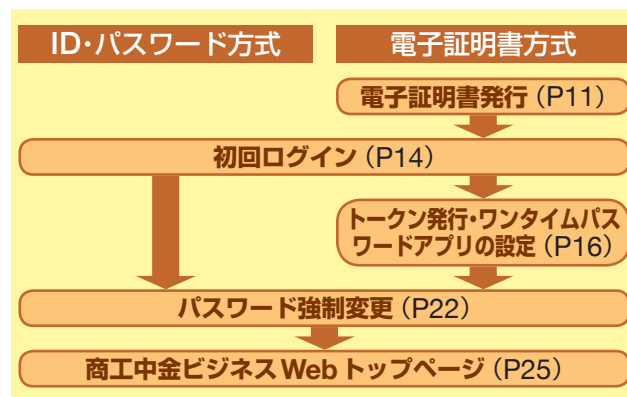 ID・パスワード方式
電子証明書方式
電子証明書発行（P11）
初回ログイン（P14）
トークン発行・ワンタイムパス
ワードアプリの設定（P16）
パスワード強制変更（P22）
商工中金ビジネスWebトップページ（P25）